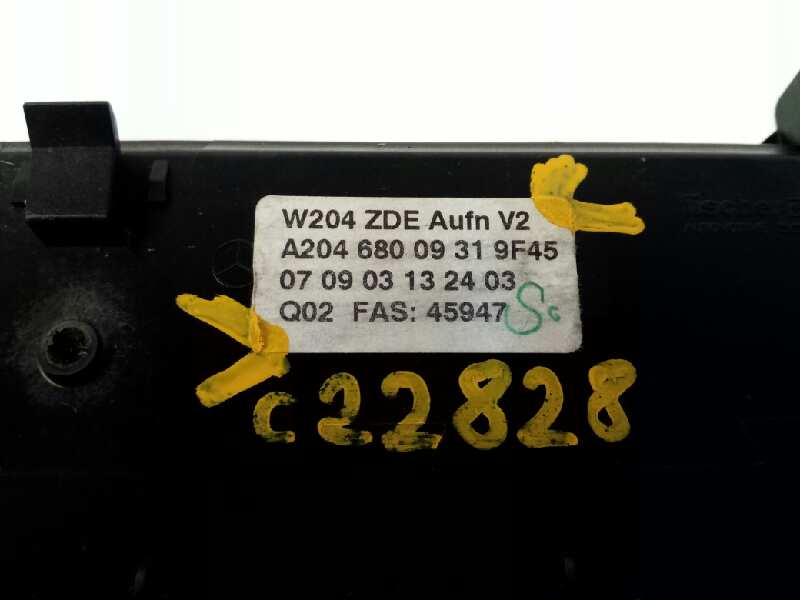 W204 ZDE Aufn V2
A204 680 09 31 9F45
07 09 03 13 24 03
Q02 FAS: 45947
c22828